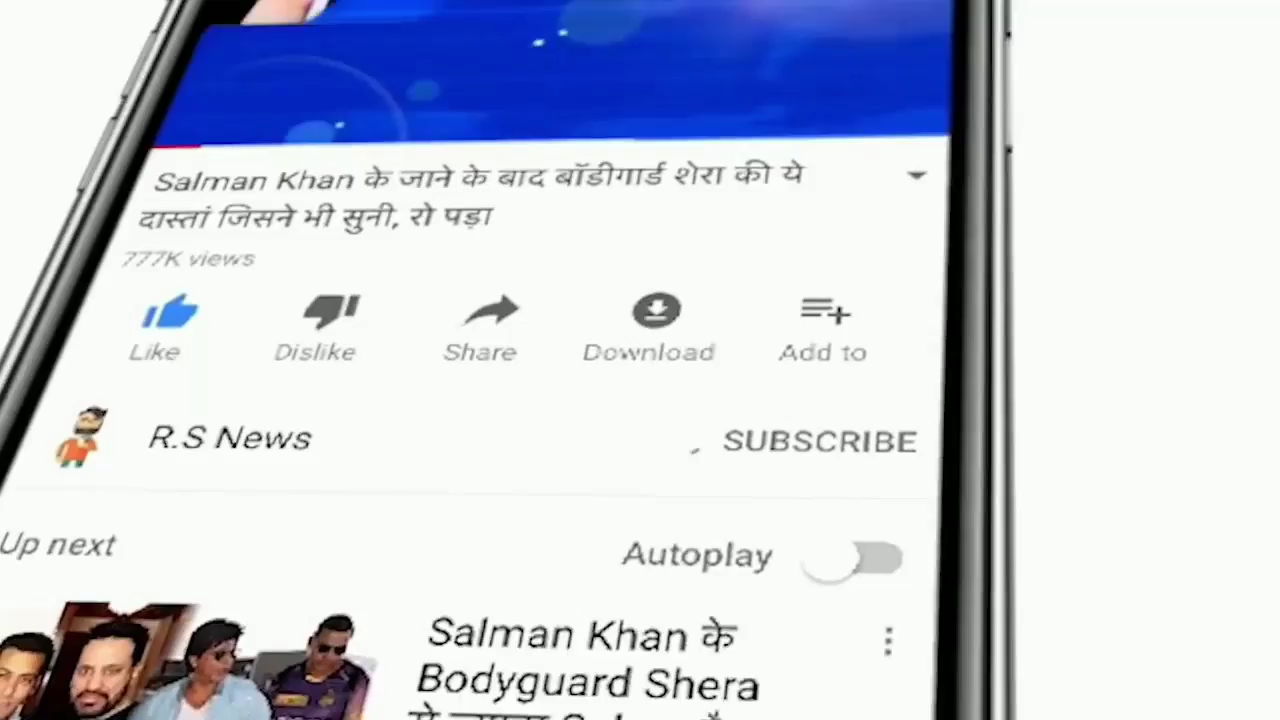 Salman Khan के जाने के बाद बॉडीगार्ड शेरा की ये
दास्तां जिसने भी सुनी, रो पड़ा
777K views
Like Dislike Share Download Add to
R.S News SUBSCRIBE
Up next Autoplay
Salman Khan के
Bodyguard Shera